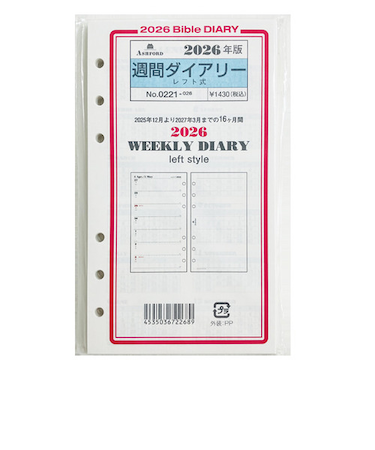 2026 Bible DIARY
ASHFORD
2026年版
週間ダイアリー
レフト式
No.0221-026
¥1430(税込)
2025年12月より2027年3月までの16ヶ月間
2026
WEEKLY DIARY
left style
4535036722689
プラ
外袋:PP